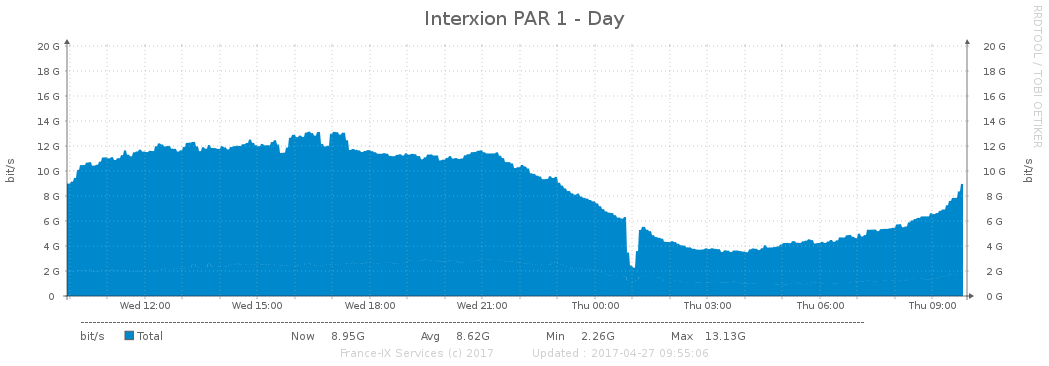 Interxion PAR 1 - Day
RRDTOOL / TOBI OETIKER
bit/s
20 G
18 G
16 G
14 G
12 G
10 G
8 G
6 G
4 G
2 G
0
20 G
18 G
16 G
14 G
12 G
10 G
8 G
6 G
4 G
2 G
0 G
bit/s
Wed 12:00 Wed 15:00 Wed 18:00 Wed 21:00 Thu 00:00 Thu 03:00 Thu 06:00 Thu 09:00
bit/s Total Now 8.95G Avg 8.62G Min 2.26G Max 13.13G
France-IX Services (c) 2017 Updated : 2017-04-27 09:55:06